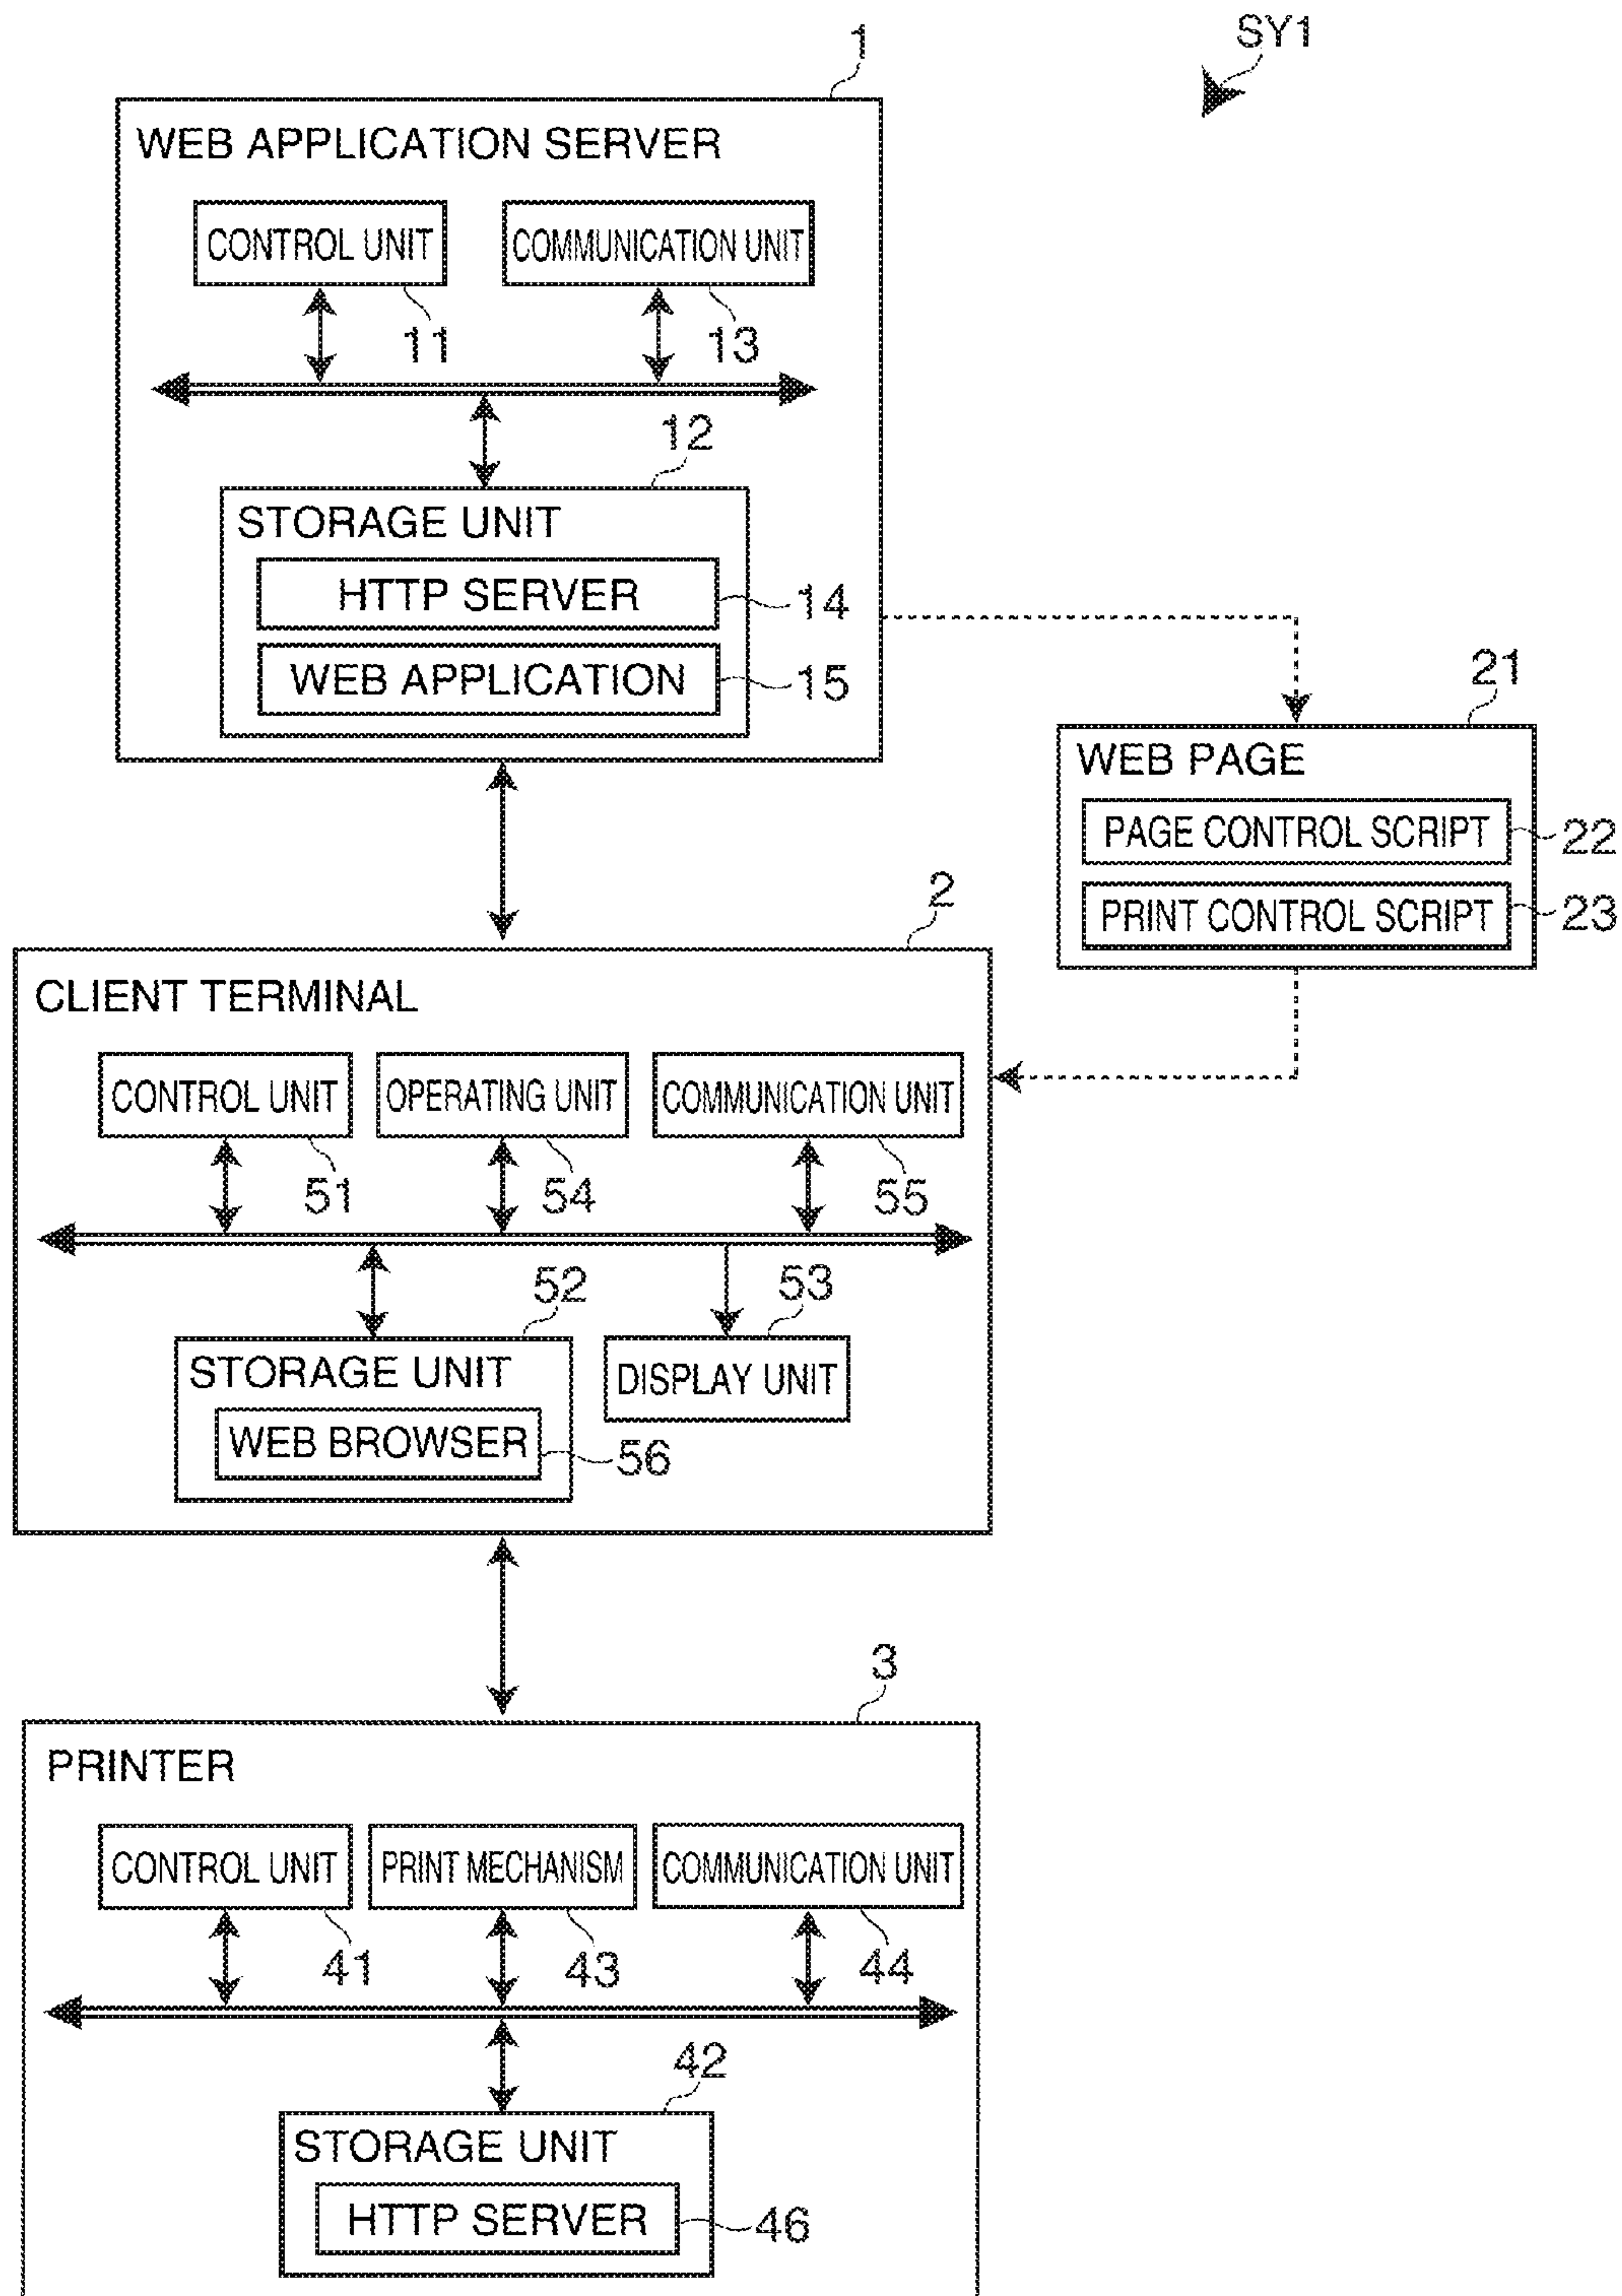 SY1
1
WEB APPLICATION SERVER
CONTROL UNIT
COMMUNICATION UNIT
11
13
12
STORAGE UNIT
HTTP SERVER
14
WEB APPLICATION
15
21
WEB PAGE
PAGE CONTROL SCRIPT
22
PRINT CONTROL SCRIPT
23
2
CLIENT TERMINAL
CONTROL UNIT
OPERATING UNIT
COMMUNICATION UNIT
51
54
55
52
53
STORAGE UNIT
DISPLAY UNIT
WEB BROWSER
56
3
PRINTER
CONTROL UNIT
PRINT MECHANISM
COMMUNICATION UNIT
41
43
44
42
STORAGE UNIT
HTTP SERVER
46